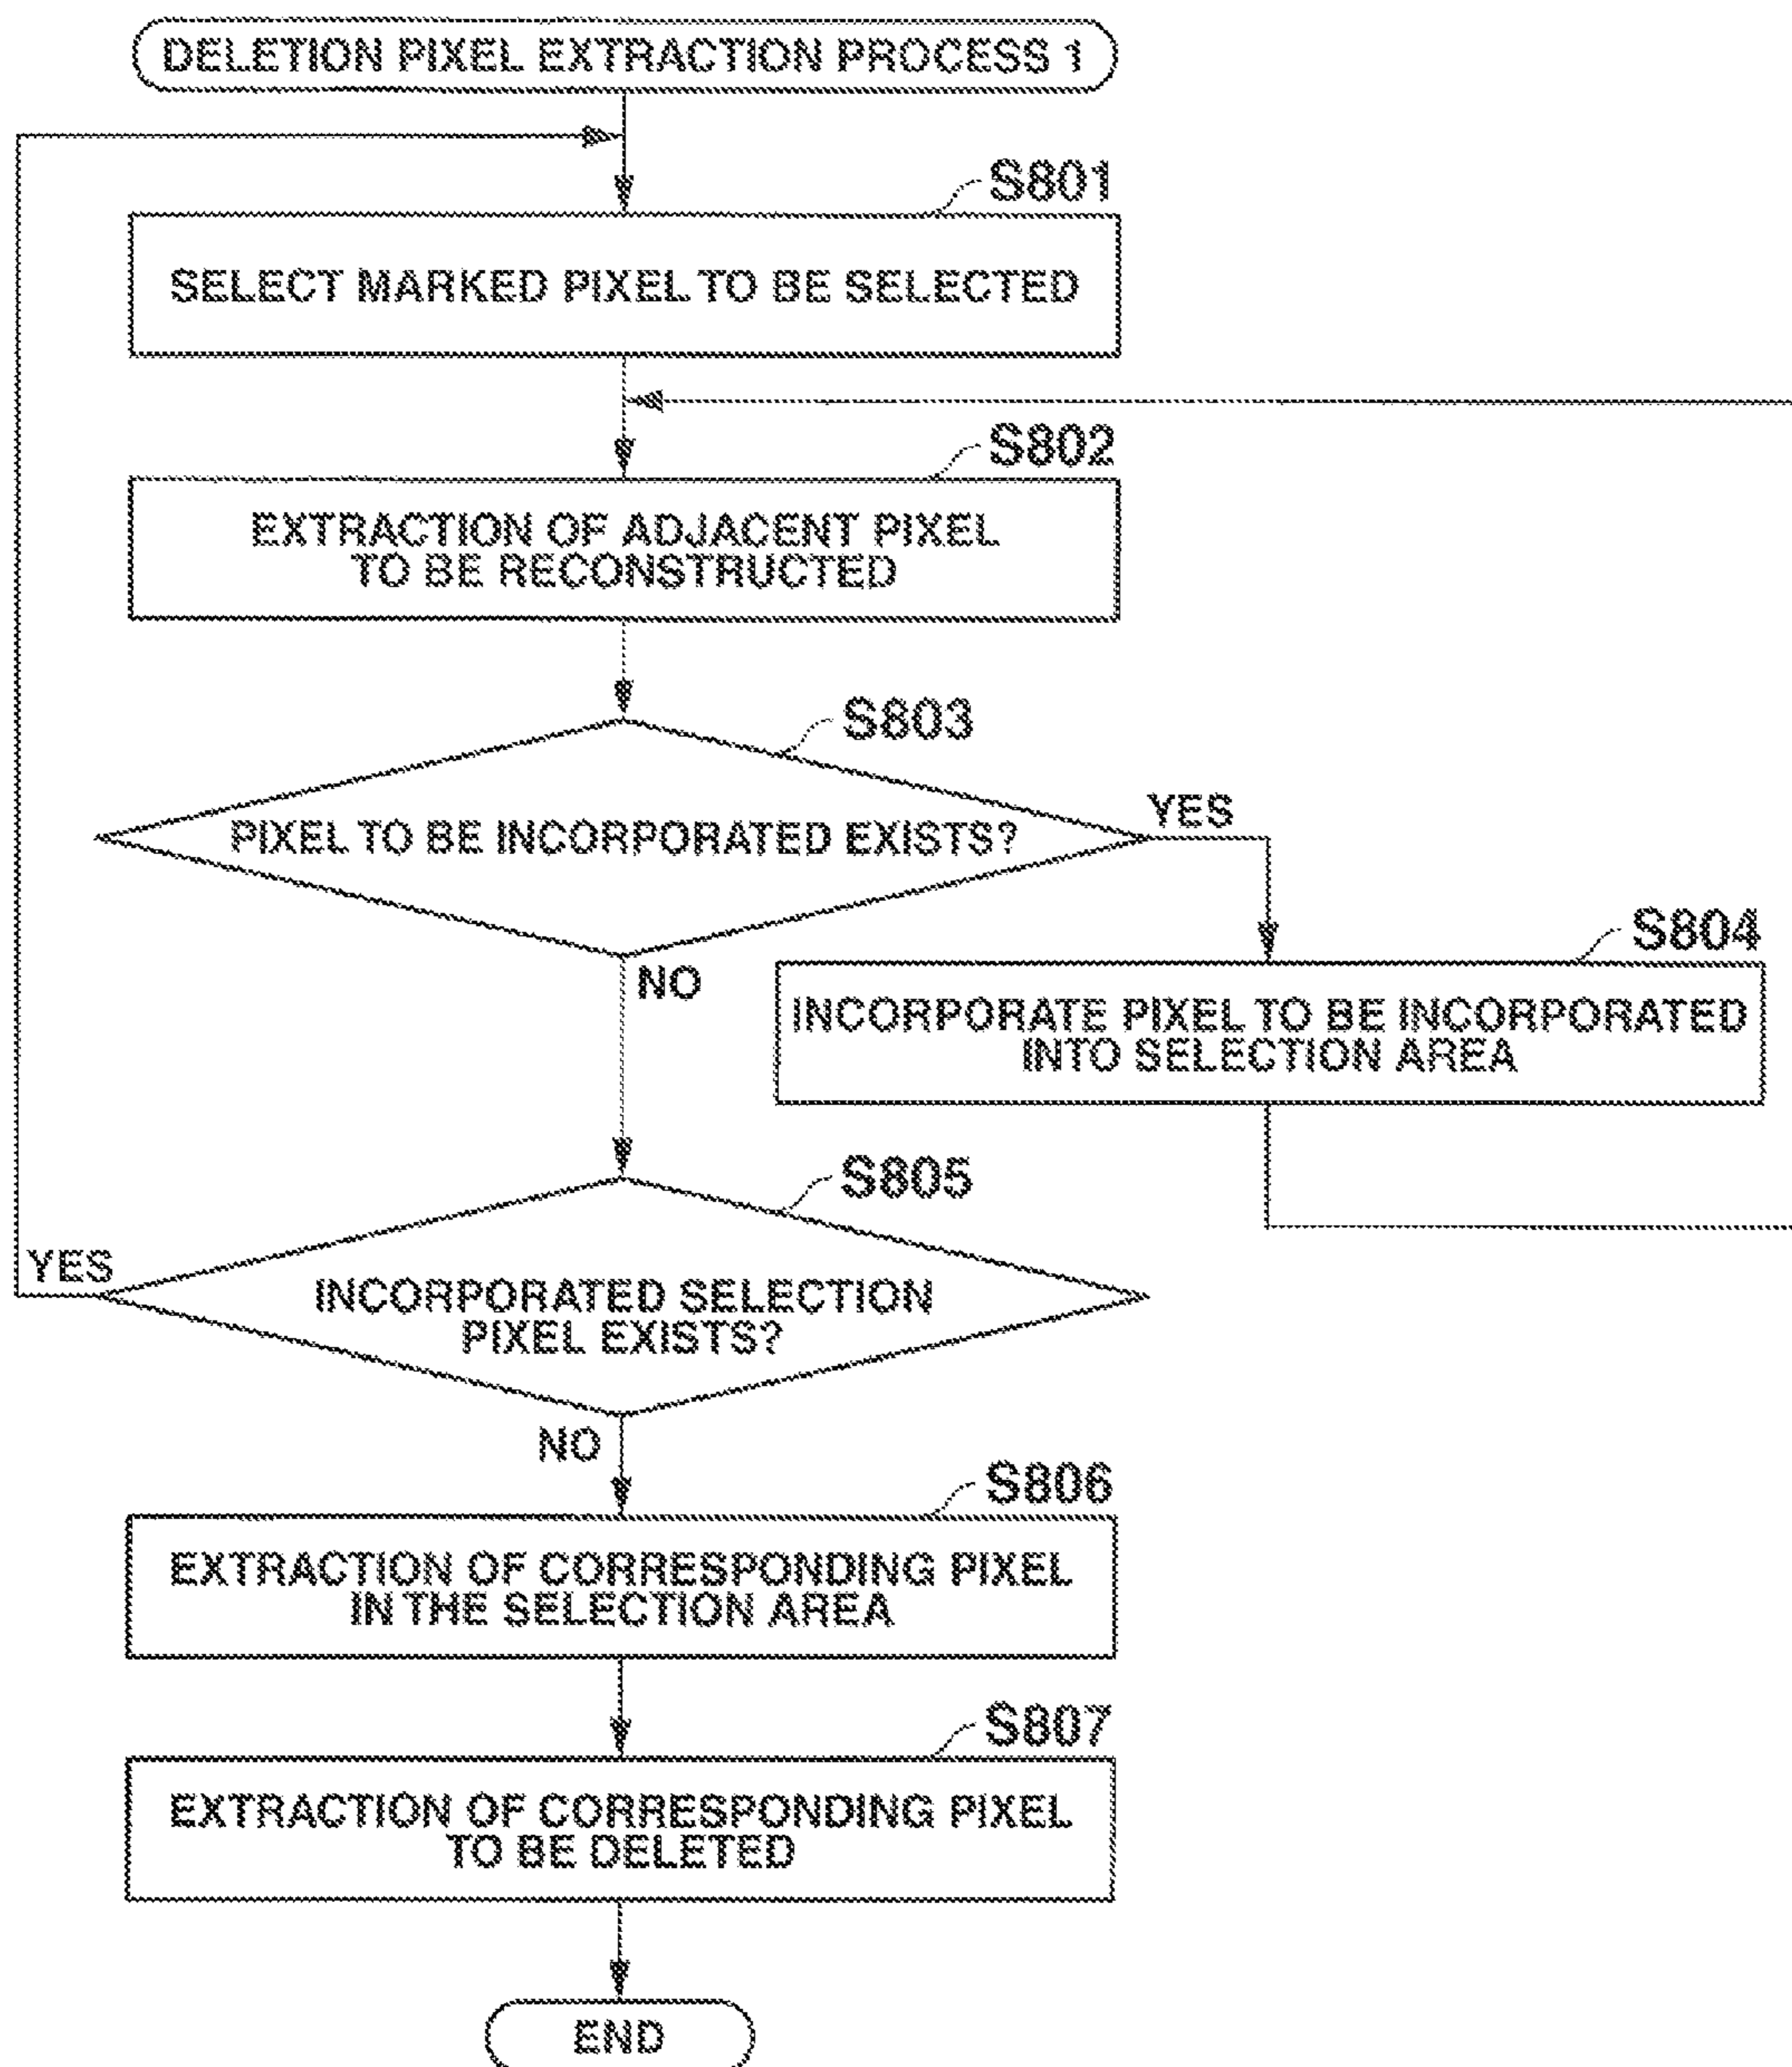 DELETION PIXEL EXTRACTION PROCESS 1
S801
SELECT MARKED PIXEL TO BE SELECTED
S802
EXTRACTION OF ADJACENT PIXEL
TO BE RECONSTRUCTED
S803
PIXEL TO BE INCORPORATED EXISTS?
YES
NO
S804
INCORPORATE PIXEL TO BE INCORPORATED
INTO SELECTION AREA
S805
YES
INCORPORATED SELECTION
PIXEL EXISTS?
NO
S806
EXTRACTION OF CORRESPONDING PIXEL
IN THE SELECTION AREA
S807
EXTRACTION OF CORRESPONDING PIXEL
TO BE DELETED
END